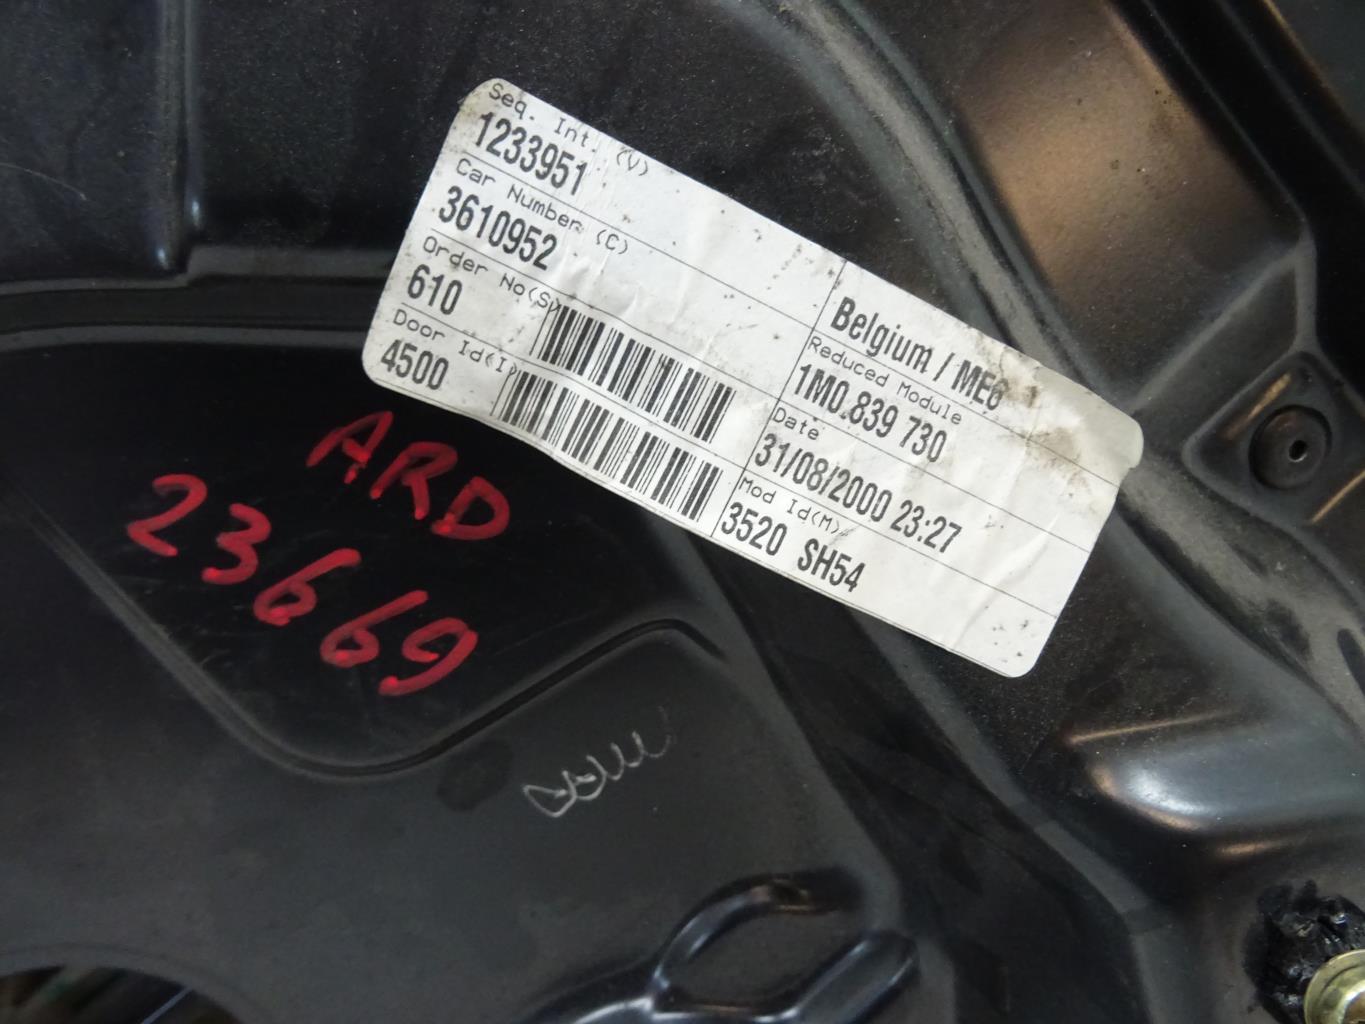 Seq. Int. (V)
1233951
Car Number (C)
3610952
Order No(S)
610
Door Id(I)
4500
Belgium / ME6
Reduced Module
1M0.839 730
Date
31/08/2000 23:27
Mod Id(M)
3520 SH54
ARD
23669